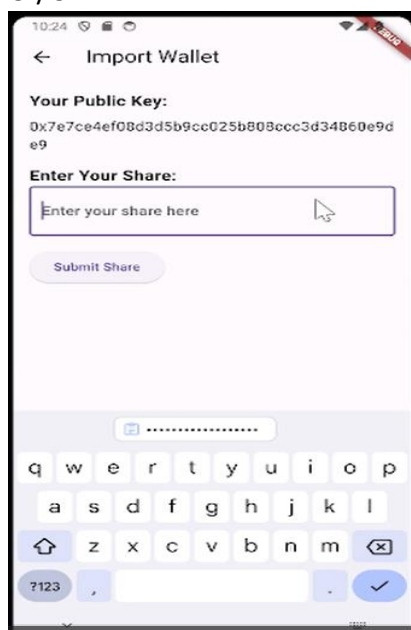 10:24
DEBUG
Import Wallet
Your Public Key:
0x7e7ce4ef08d3d5b9cc025b808ccc3d34860e9d
e9
Enter Your Share:
Enter your share here
Submit Share
••••••••••••••••••
q w e r t y u i o p
a s d f g h j k l
z x c v b n m
?123 , .